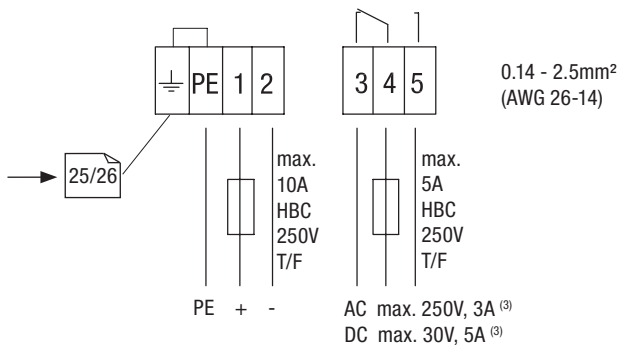 PE 1 2
3 4 5
0.14 - 2.5mm²
(AWG 26-14)
25/26
max.
10A
HBC
250V
T/F
max.
5A
HBC
250V
T/F
PE + -
AC max. 250V, 3A (3)
DC max. 30V, 5A (3)